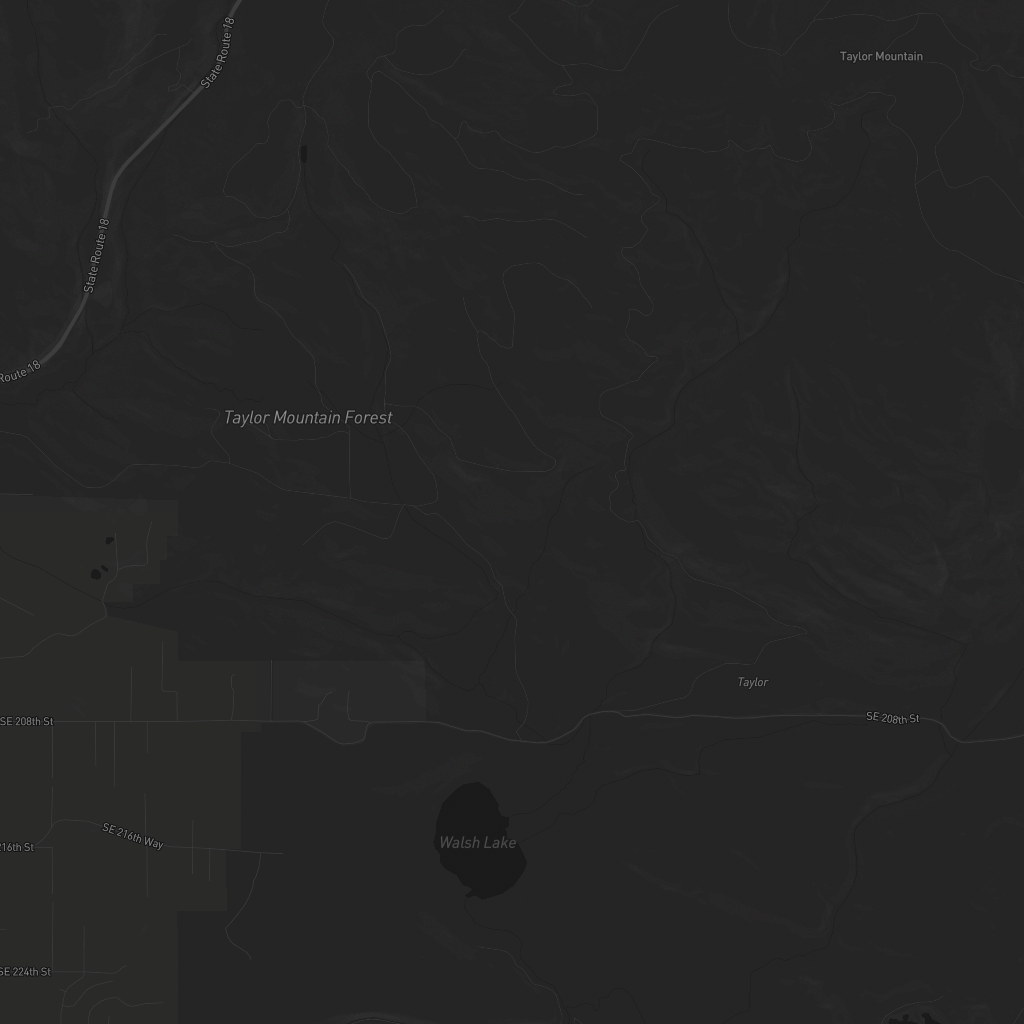 State Route 18
Taylor Mountain
State Route 18
Route 18
Taylor Mountain Forest
Taylor
SE 208th St
SE 208th St
SE 216th Way
Walsh Lake
216th St
SE 224th St